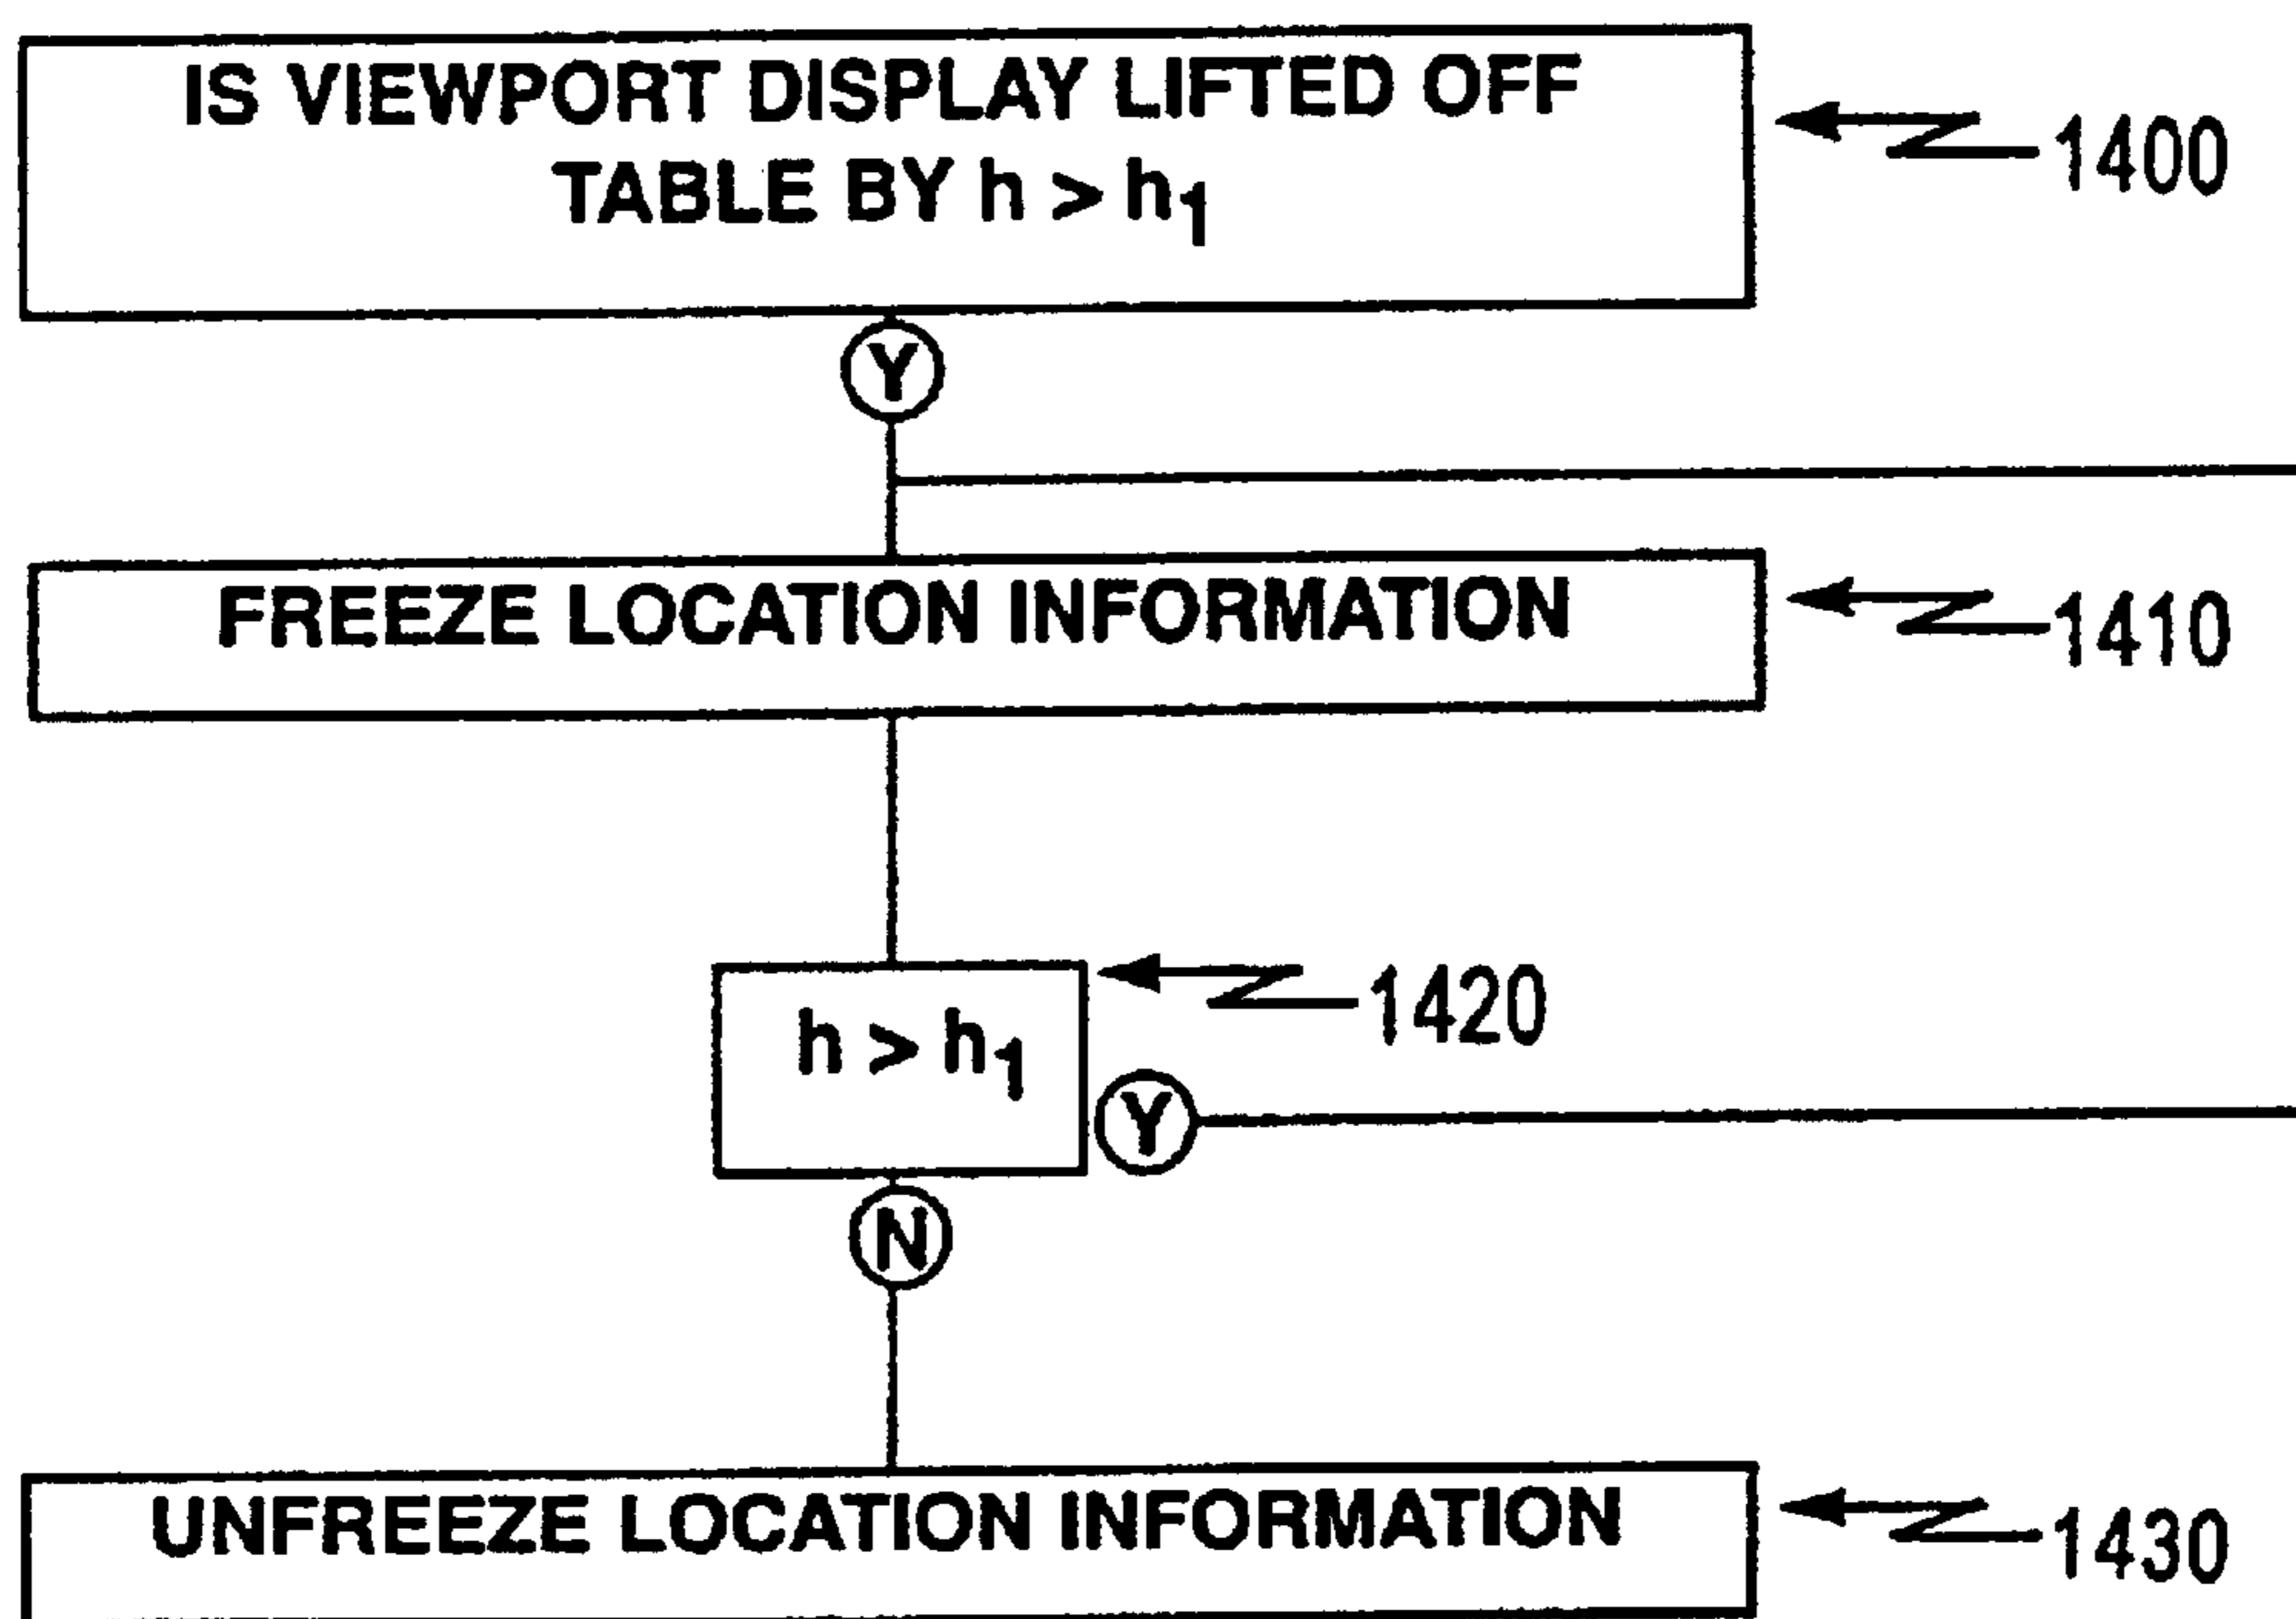 IS VIEWPORT DISPLAY LIFTED OFF
TABLE BY h > h₁
1400
Y
FREEZE LOCATION INFORMATION
1410
h > h₁
1420
Y
N
UNFREEZE LOCATION INFORMATION
1430